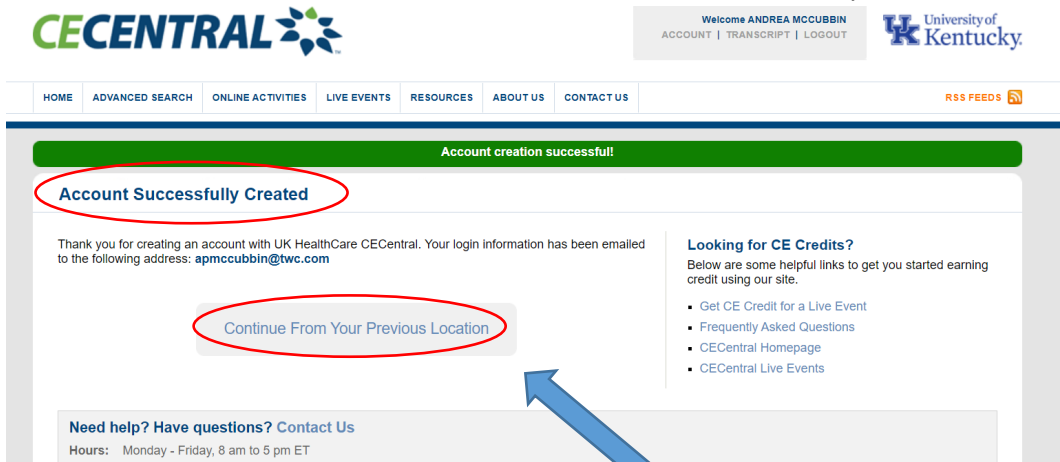 CECENTRAL
Welcome ANDREA MCCUBBIN
ACCOUNT | TRANSCRIPT | LOGOUT
UK University of
Kentucky.
HOME ADVANCED SEARCH ONLINE ACTIVITIES LIVE EVENTS RESOURCES ABOUT US CONTACT US RSS FEEDS
Account creation successful!
Account Successfully Created
Thank you for creating an account with UK HealthCare CECentral. Your login information has been emailed
to the following address: apmccubbin@twc.com
Continue From Your Previous Location
Looking for CE Credits?
Below are some helpful links to get you started earning
credit using our site.
Get CE Credit for a Live Event
Frequently Asked Questions
CECentral Homepage
CECentral Live Events
Need help? Have questions? Contact Us
Hours: Monday - Friday, 8 am to 5 pm ET